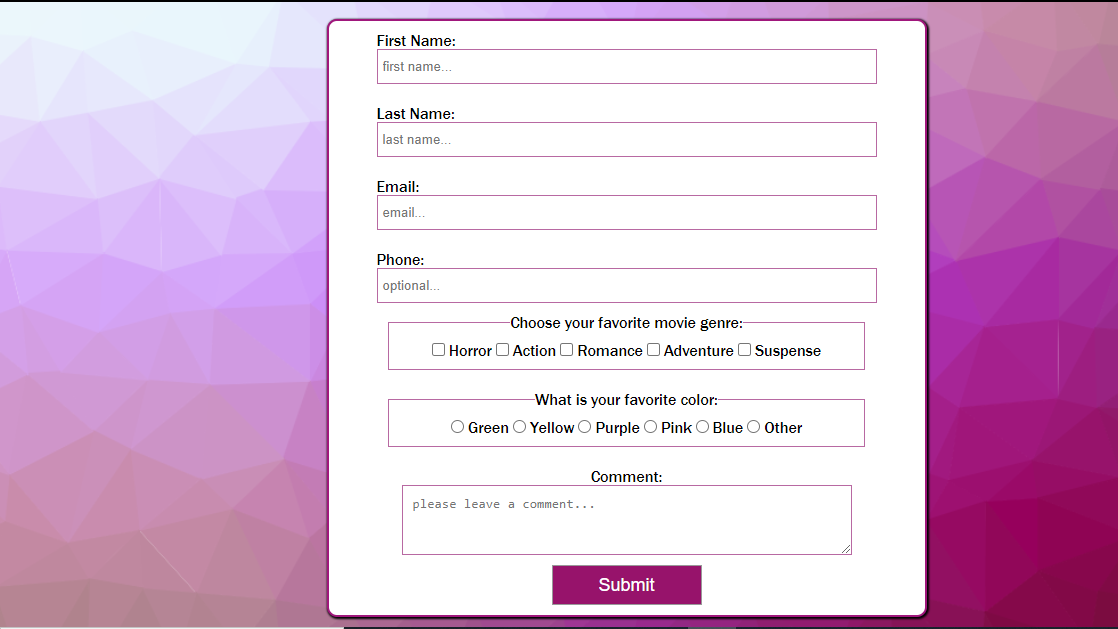 First Name:
first name...
Last Name:
last name...
Email:
email...
Phone:
optional...
Choose your favorite movie genre:
Horror Action Romance Adventure Suspense
What is your favorite color:
Green Yellow Purple Pink Blue Other
Comment:
please leave a comment...
Submit